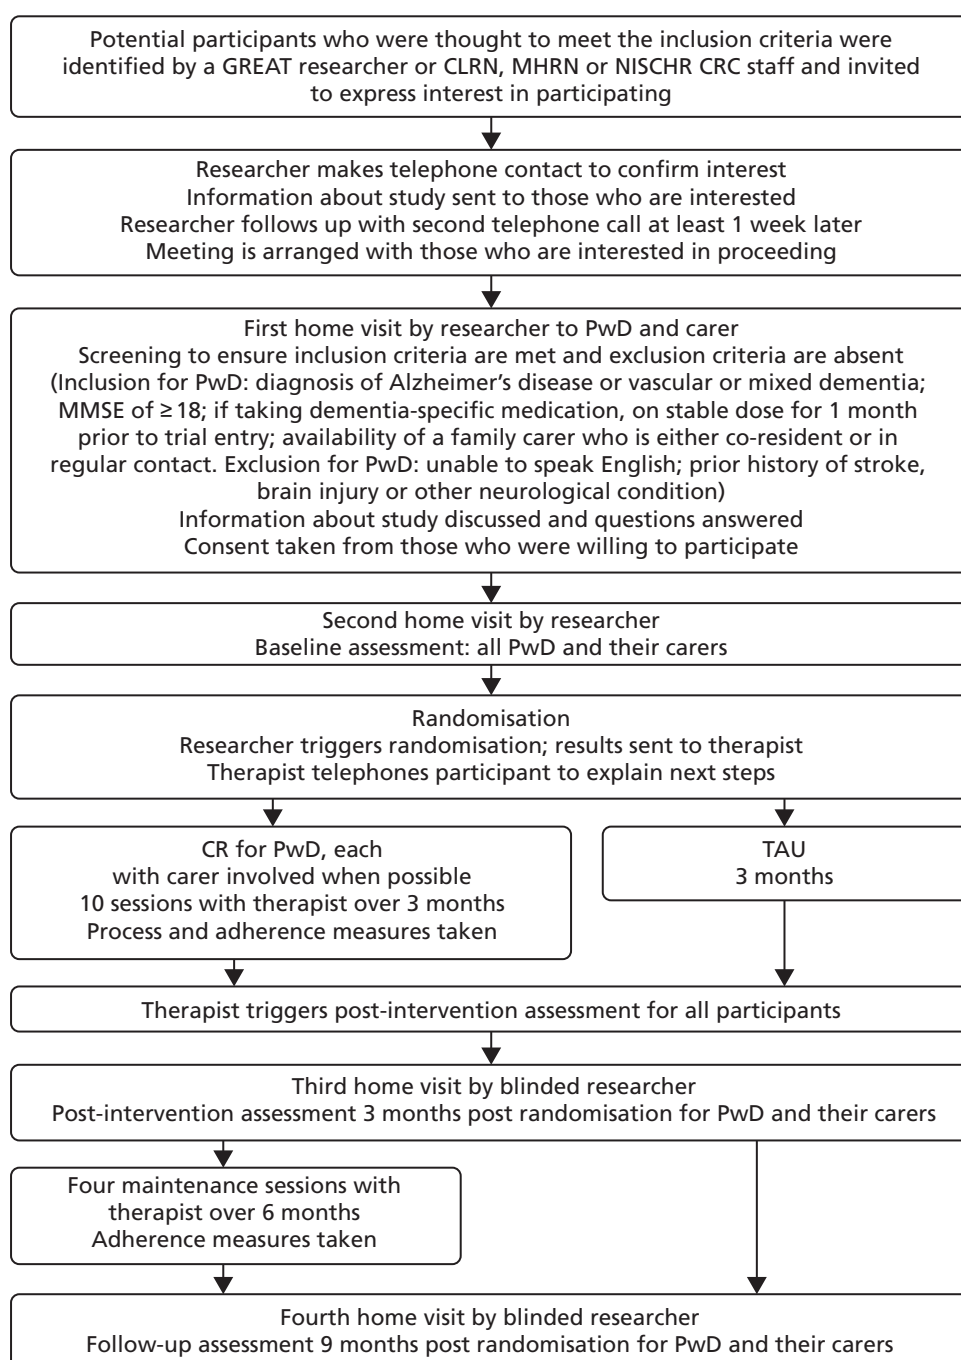 Potential participants who were thought to meet the inclusion criteria were
identified by a GREAT researcher or CLRN, MHRN or NISCHR CRC staff and invited
to express interest in participating
Researcher makes telephone contact to confirm interest
Information about study sent to those who are interested
Researcher follows up with second telephone call at least 1 week later
Meeting is arranged with those who are interested in proceeding
First home visit by researcher to PwD and carer
Screening to ensure inclusion criteria are met and exclusion criteria are absent
(Inclusion for PwD: diagnosis of Alzheimer’s disease or vascular or mixed dementia;
MMSE of ≥ 18; if taking dementia-specific medication, on stable dose for 1 month
prior to trial entry; availability of a family carer who is either co-resident or in
regular contact. Exclusion for PwD: unable to speak English; prior history of stroke,
brain injury or other neurological condition)
Information about study discussed and questions answered
Consent taken from those who were willing to participate
Second home visit by researcher
Baseline assessment: all PwD and their carers
Randomisation
Researcher triggers randomisation; results sent to therapist
Therapist telephones participant to explain next steps
CR for PwD, each
with carer involved when possible
10 sessions with therapist over 3 months
Process and adherence measures taken
TAU
3 months
Therapist triggers post-intervention assessment for all participants
Third home visit by blinded researcher
Post-intervention assessment 3 months post randomisation for PwD and their carers
Four maintenance sessions with
therapist over 6 months
Adherence measures taken
Fourth home visit by blinded researcher
Follow-up assessment 9 months post randomisation for PwD and their carers